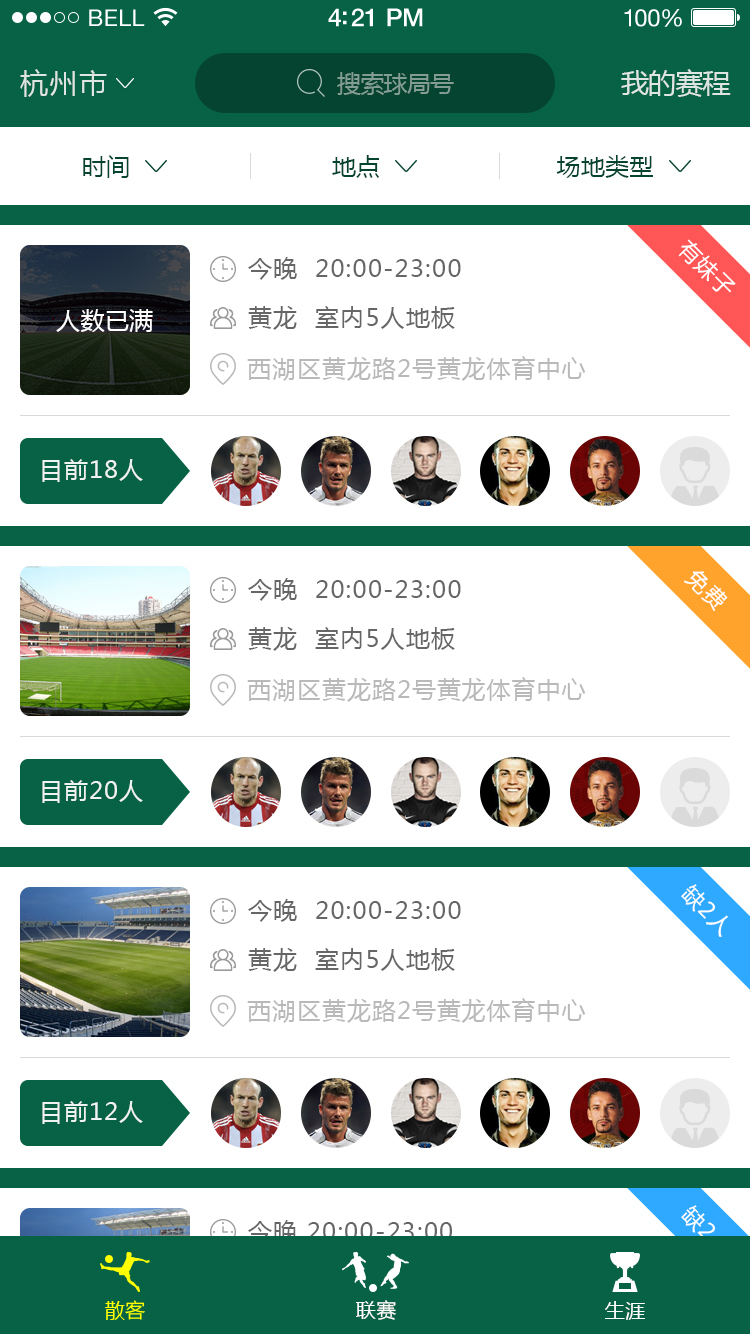 BELL 4:21 PM 100%
杭州市 搜索球局号 我的赛程
时间 地点 场地类型
有妹子
今晚 20:00-23:00
人数已满
黄龙 室内5人地板
西湖区黄龙路2号黄龙体育中心
目前18人
免费
今晚 20:00-23:00
黄龙 室内5人地板
西湖区黄龙路2号黄龙体育中心
目前20人
缺2人
今晚 20:00-23:00
黄龙 室内5人地板
西湖区黄龙路2号黄龙体育中心
目前12人
缺2
今晚 20:00-23:00
散客 联赛 生涯